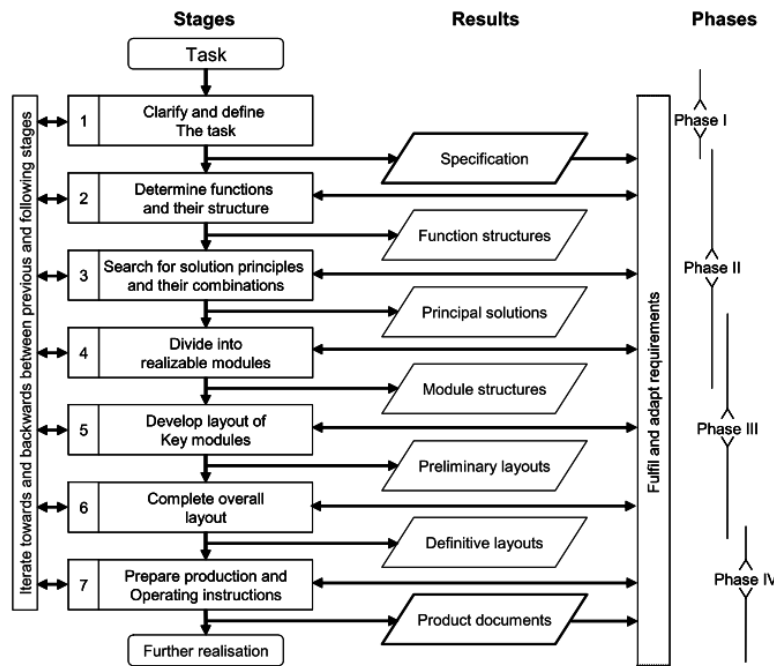 Stages
Results
Phases
Task
1
Clarify and define
The task
Phase I
Specification
2
Determine functions
and their structure
Function structures
3
Search for solution principles
and their combinations
Phase II
Principal solutions
4
Divide into
realizable modules
Module structures
5
Develop layout of
Key modules
Phase III
Preliminary layouts
6
Complete overall
layout
Definitive layouts
7
Prepare production and
Operating instructions
Phase IV
Product documents
Further realisation
Iterate towards and backwards between previous and following stages
Fulfil and adapt requirements